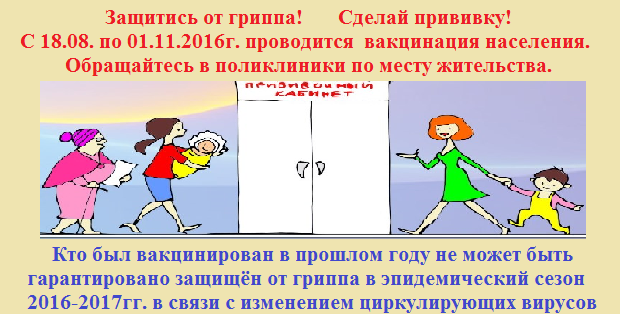 Защитись от гриппа! Сделай прививку!
С 18.08. по 01.11.2016г. проводится вакцинация населения.
Обращайтесь в поликлиники по месту жительства.
ПРИЗИВОЧНЫЙ
КАБИНЕТ
Кто был вакцинирован в прошлом году не может быть
гарантировано защищён от гриппа в эпидемический сезон
2016-2017гг. в связи с изменением циркулирующих вирусов